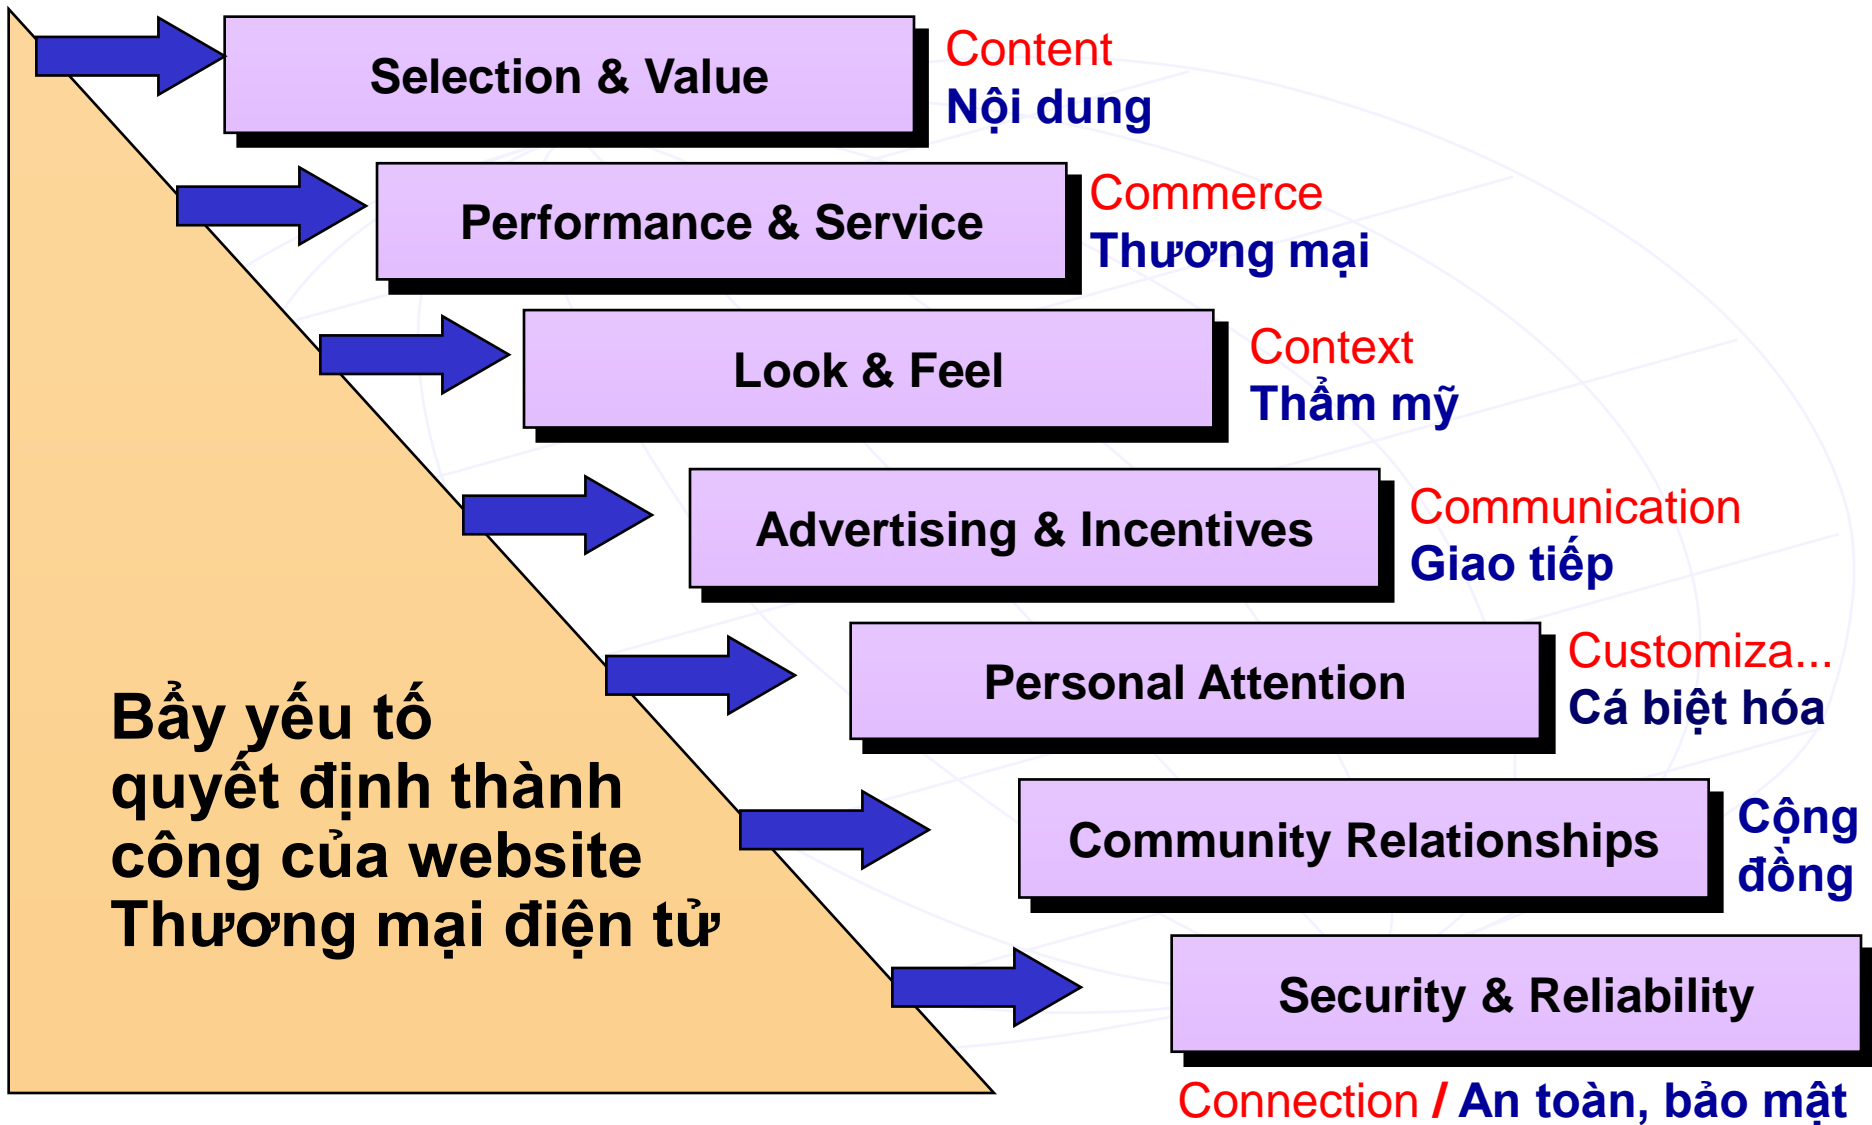 Selection & Value
Content
Nội dung
Performance & Service
Commerce
Thương mại
Look & Feel
Context
Thẩm mỹ
Advertising & Incentives
Communication
Giao tiếp
Personal Attention
Customiza...
Cá biệt hóa
Community Relationships
Cộng
đồng
Security & Reliability
Connection / An toàn, bảo mật
Bẩy yếu tố
quyết định thành
công của website
Thương mại điện tử